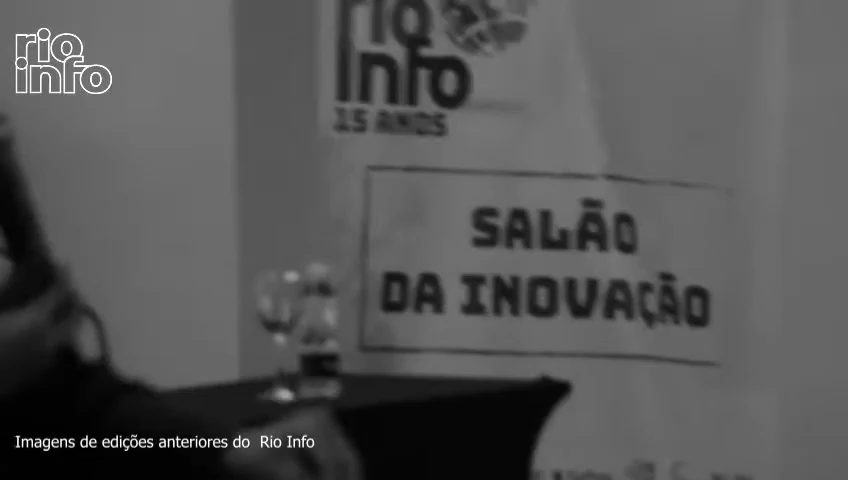 rio
info
rio
info
15 ANOS
SALÃO
DA INOVAÇÃO
Imagens de edições anteriores do  Rio Info